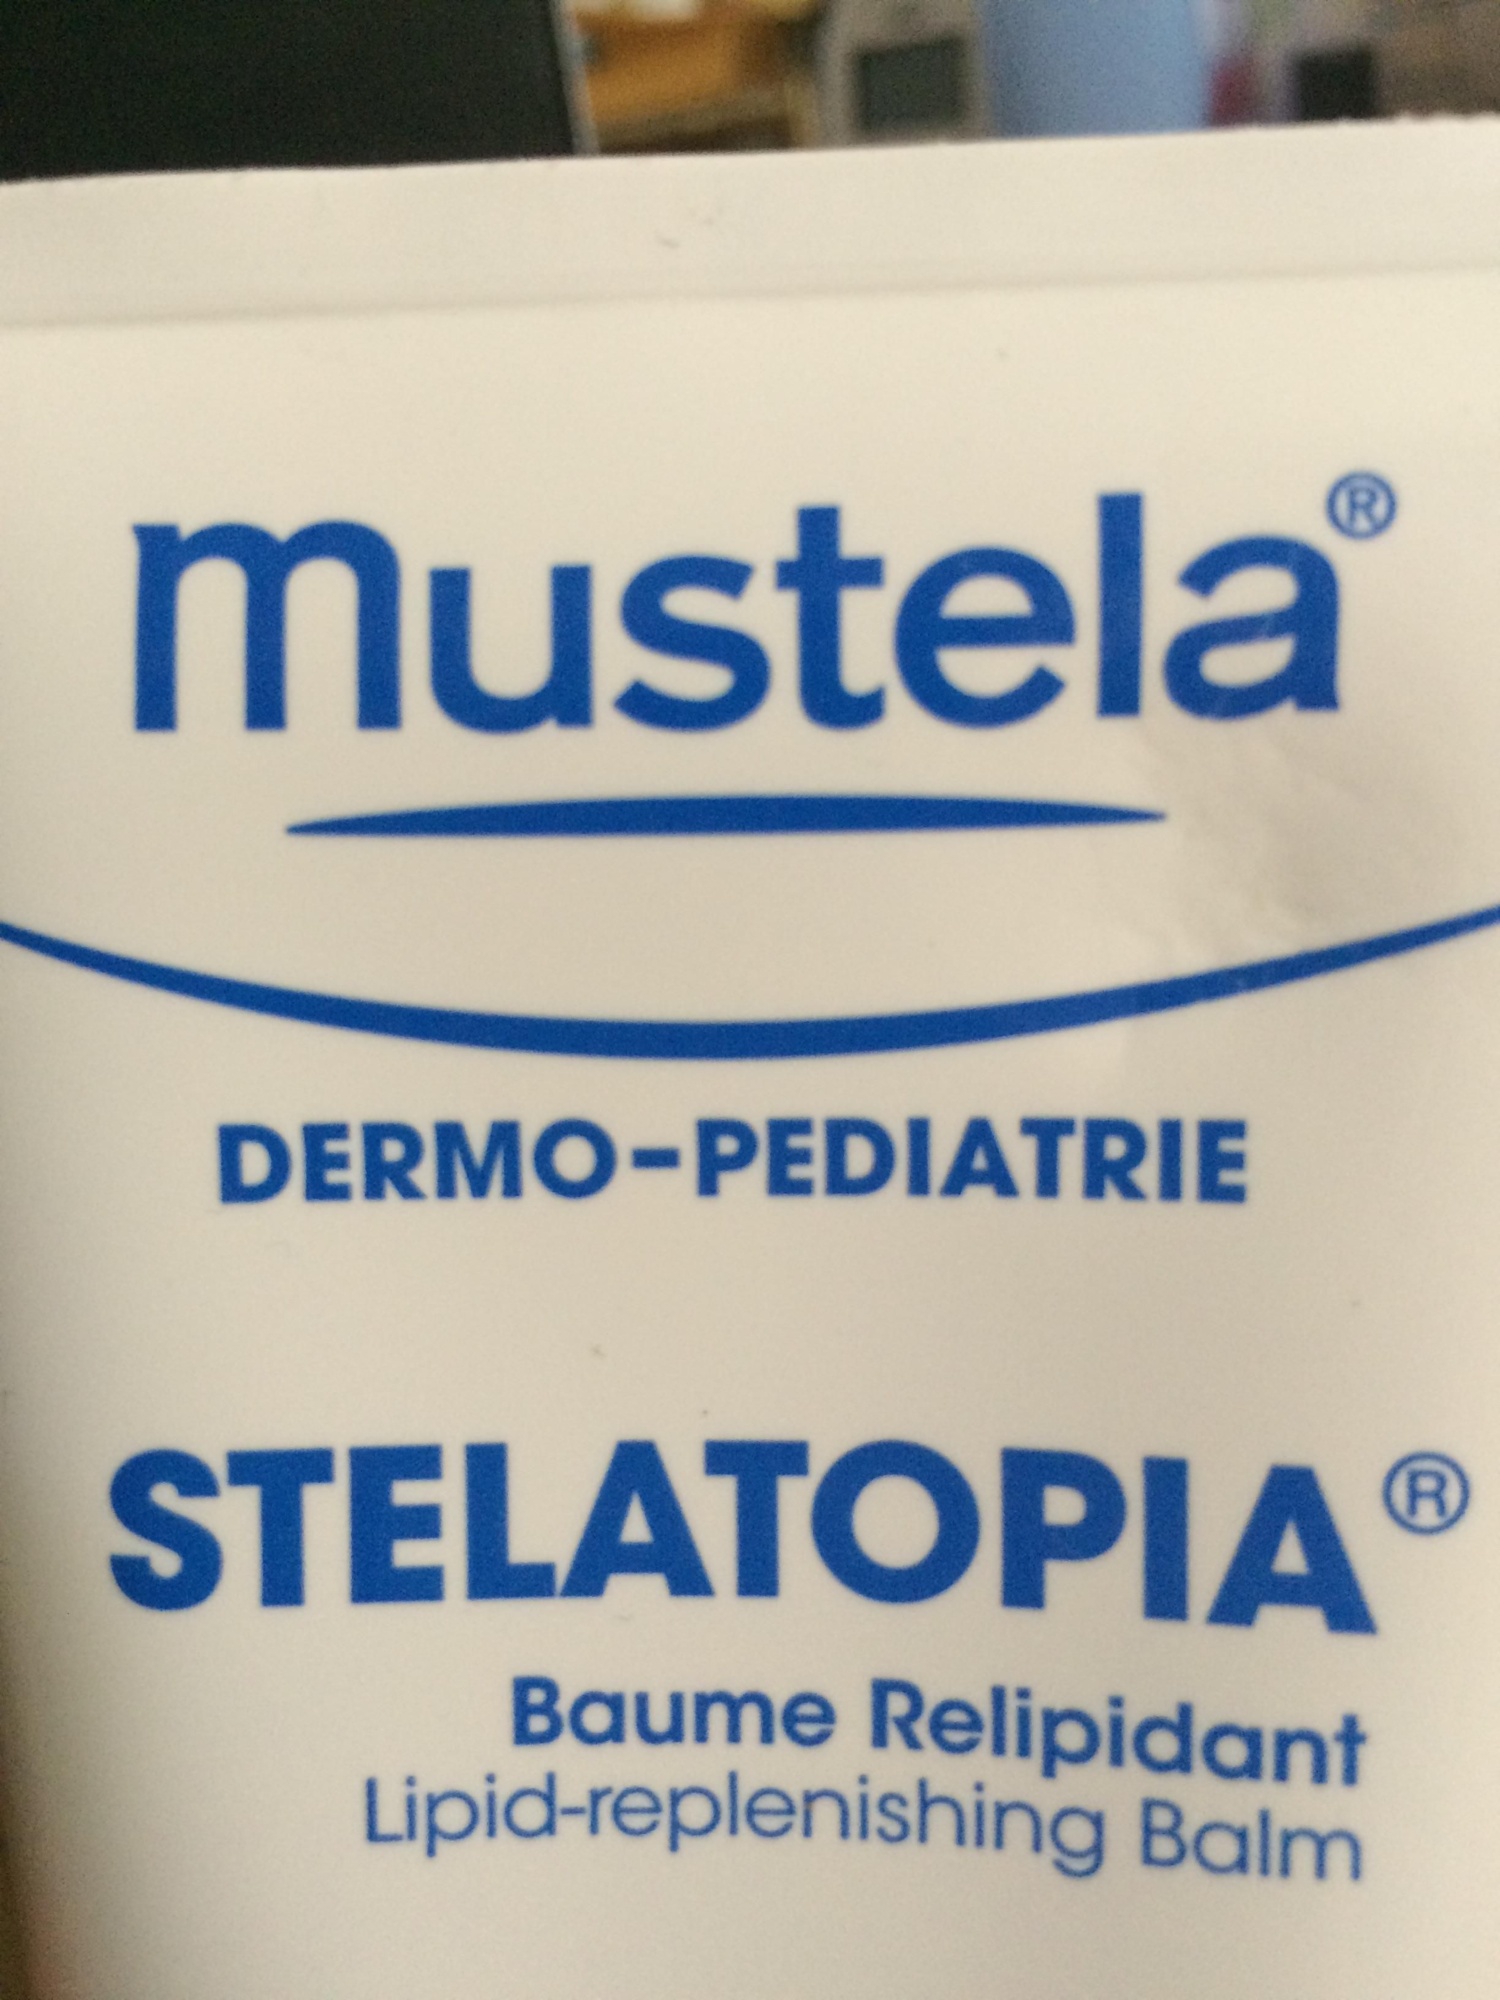 mustela®
DERMO-PEDIATRIE
STELATOPIA®
Baume Relipidant
Lipid-replenishing Balm